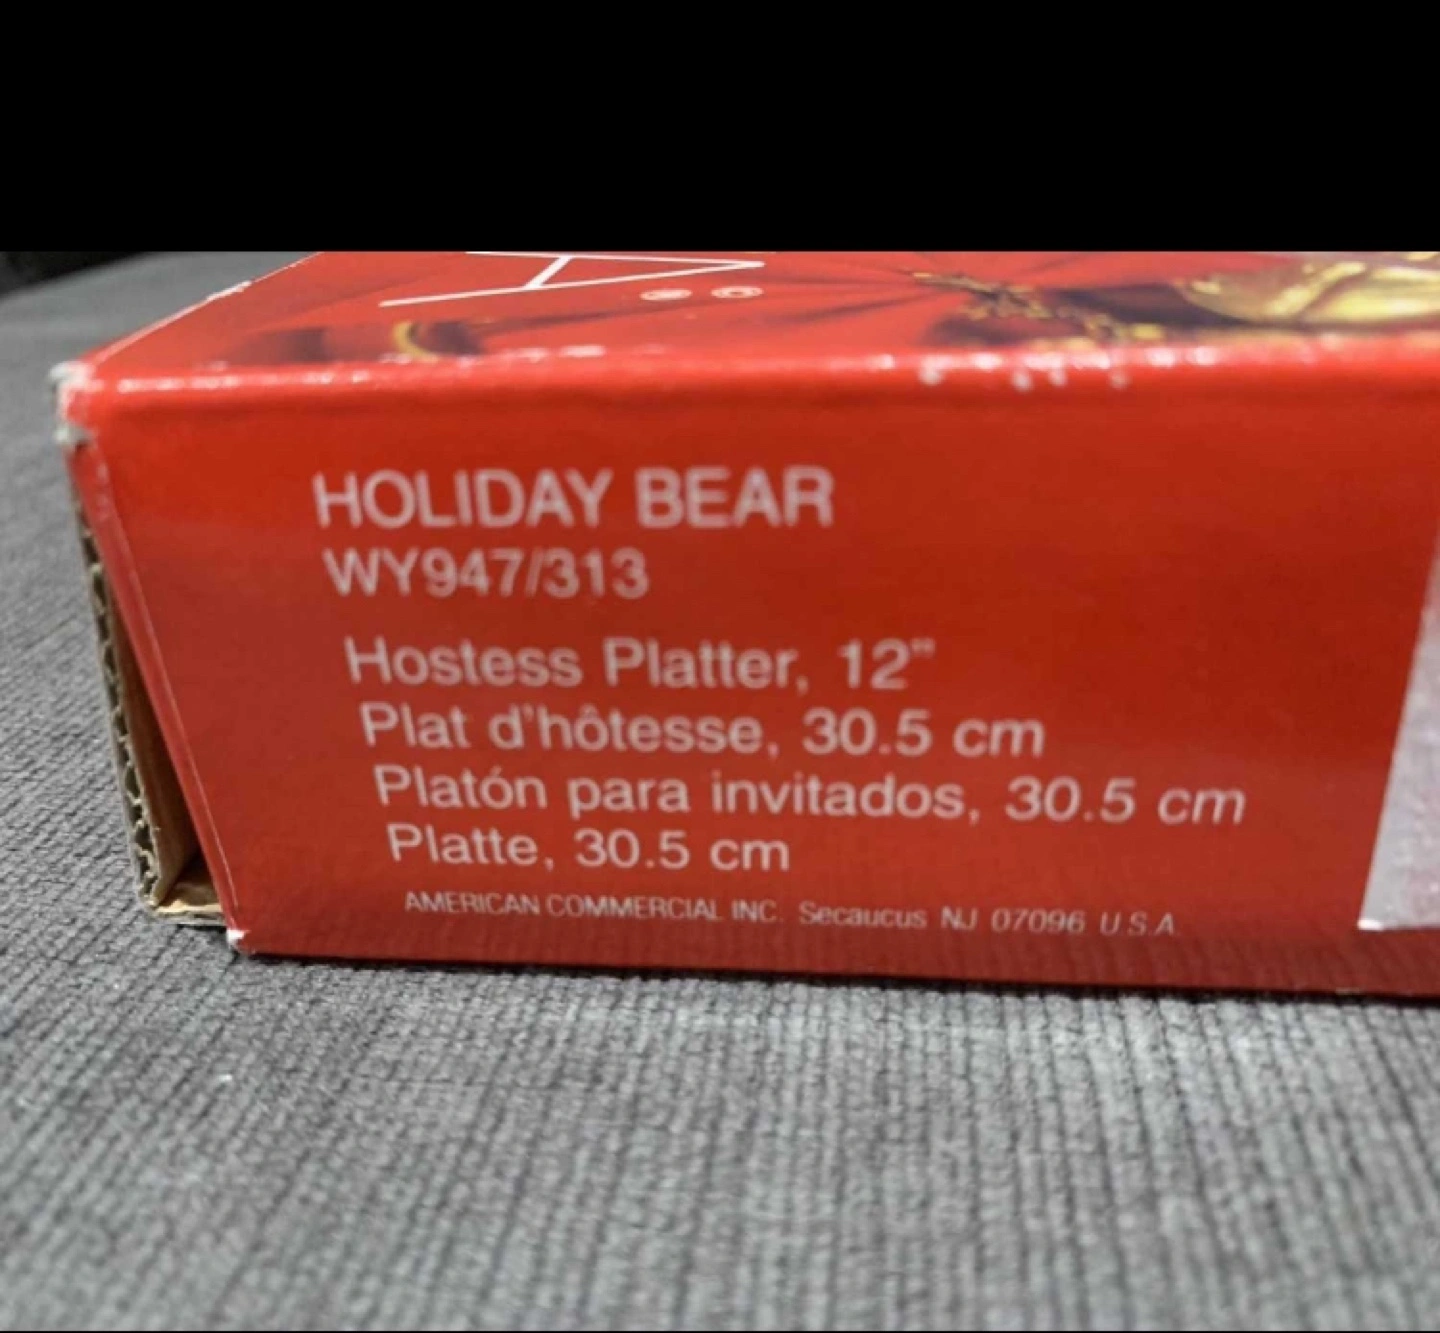 A
HOLIDAY BEAR
WY947/313
Hostess Platter, 12"
Plat d'hôtesse, 30.5 cm
Platón para invitados, 30.5 cm
Platte, 30.5 cm
AMERICAN COMMERCIAL INC. Secaucus NJ 07096 U.S.A.